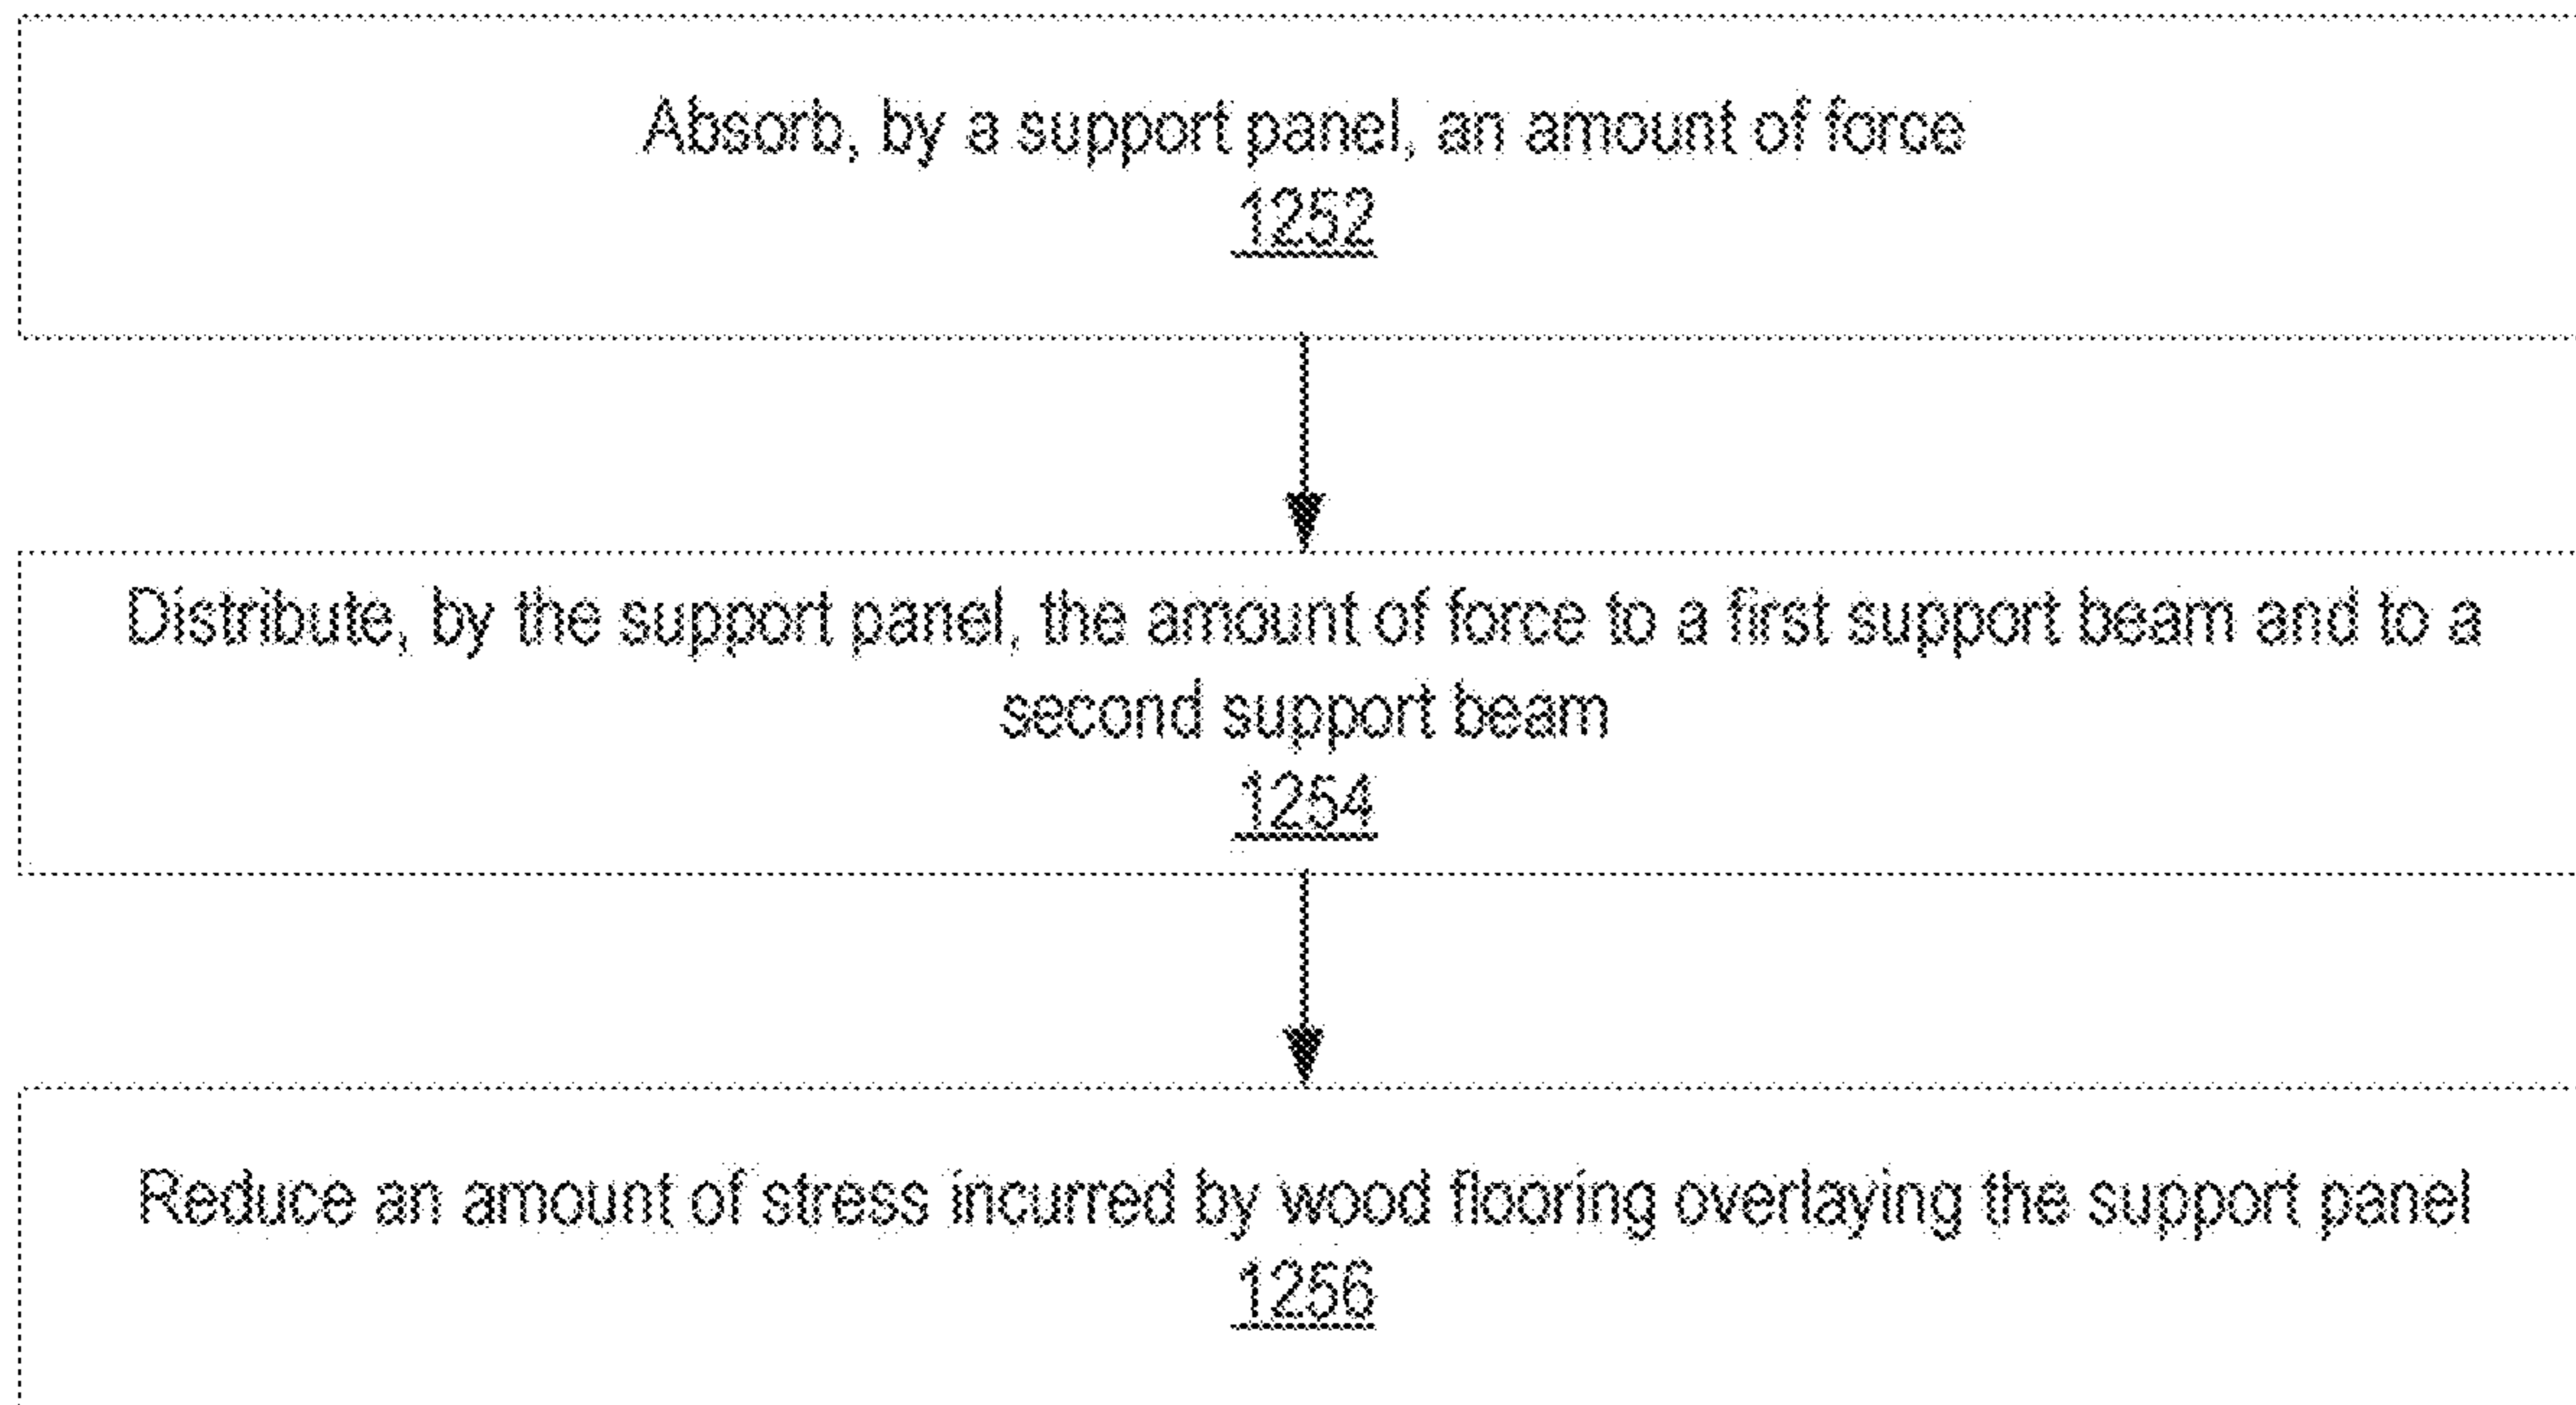 Absorb, by a support panel, an amount of force
1252
Distribute, by the support panel, the amount of force to a first support beam and to a
second support beam
1254
Reduce an amount of stress incurred by wood flooring overlaying the support panel
1256